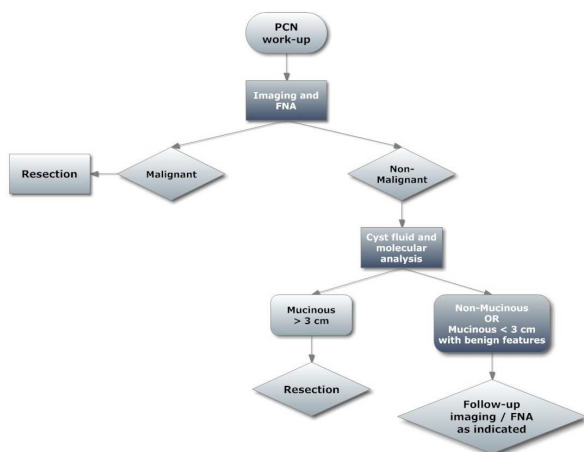 PCN
work-up
Imaging and
FNA
Resection
Malignant
Non-
Malignant
Cyst fluid and
molecular
analysis
Mucinous
> 3 cm
Non-Mucinous
OR
Mucinous < 3 cm
with benign features
Resection
Follow-up
imaging / FNA
as indicated